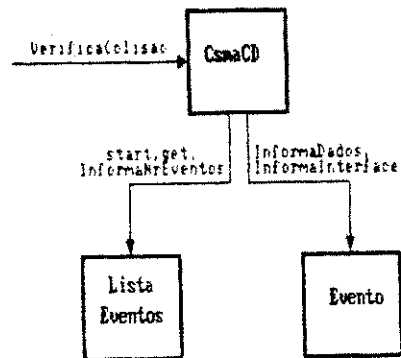 VerificaColisao
CsmaCD
start,get,
InformaNrEventos
InformaDados,
InformaInterface
Lista
Eventos
Evento